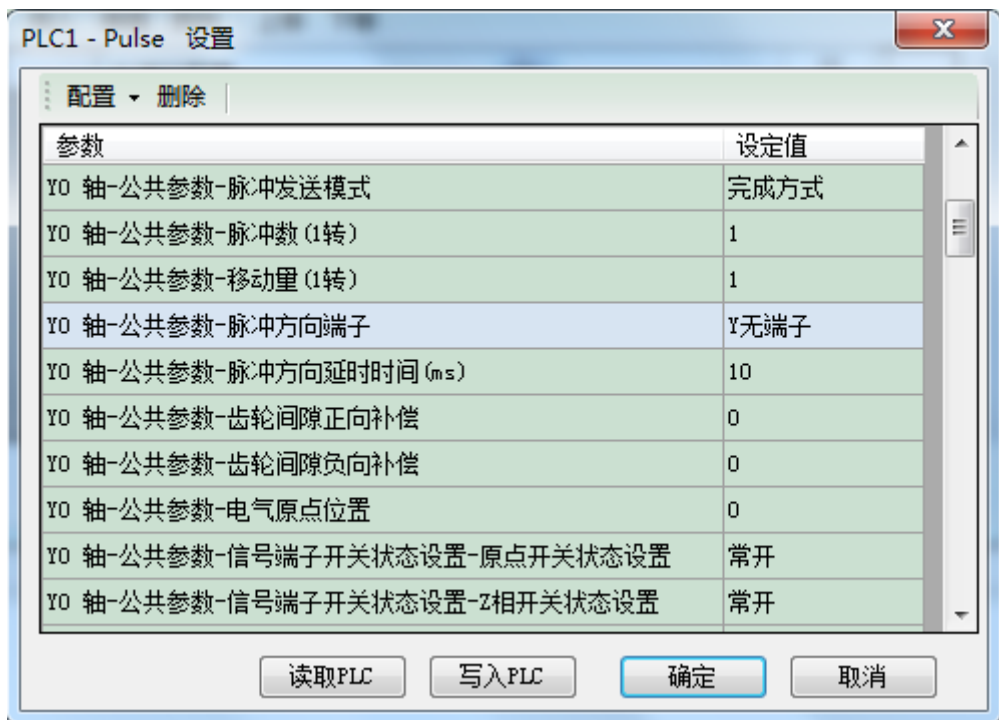 PLC1 - Pulse 设置
配置 删除
参数 设定值
Y0 轴-公共参数-脉冲发送模式 完成方式
Y0 轴-公共参数-脉冲数(1转) 1
Y0 轴-公共参数-移动量(1转) 1
Y0 轴-公共参数-脉冲方向端子 Y无端子
Y0 轴-公共参数-脉冲方向延时时间(ms) 10
Y0 轴-公共参数-齿轮间隙正向补偿 0
Y0 轴-公共参数-齿轮间隙负向补偿 0
Y0 轴-公共参数-电气原点位置 0
Y0 轴-公共参数-信号端子开关状态设置-原点开关状态设置 常开
Y0 轴-公共参数-信号端子开关状态设置-Z相开关状态设置 常开
读取PLC 写入PLC 确定 取消